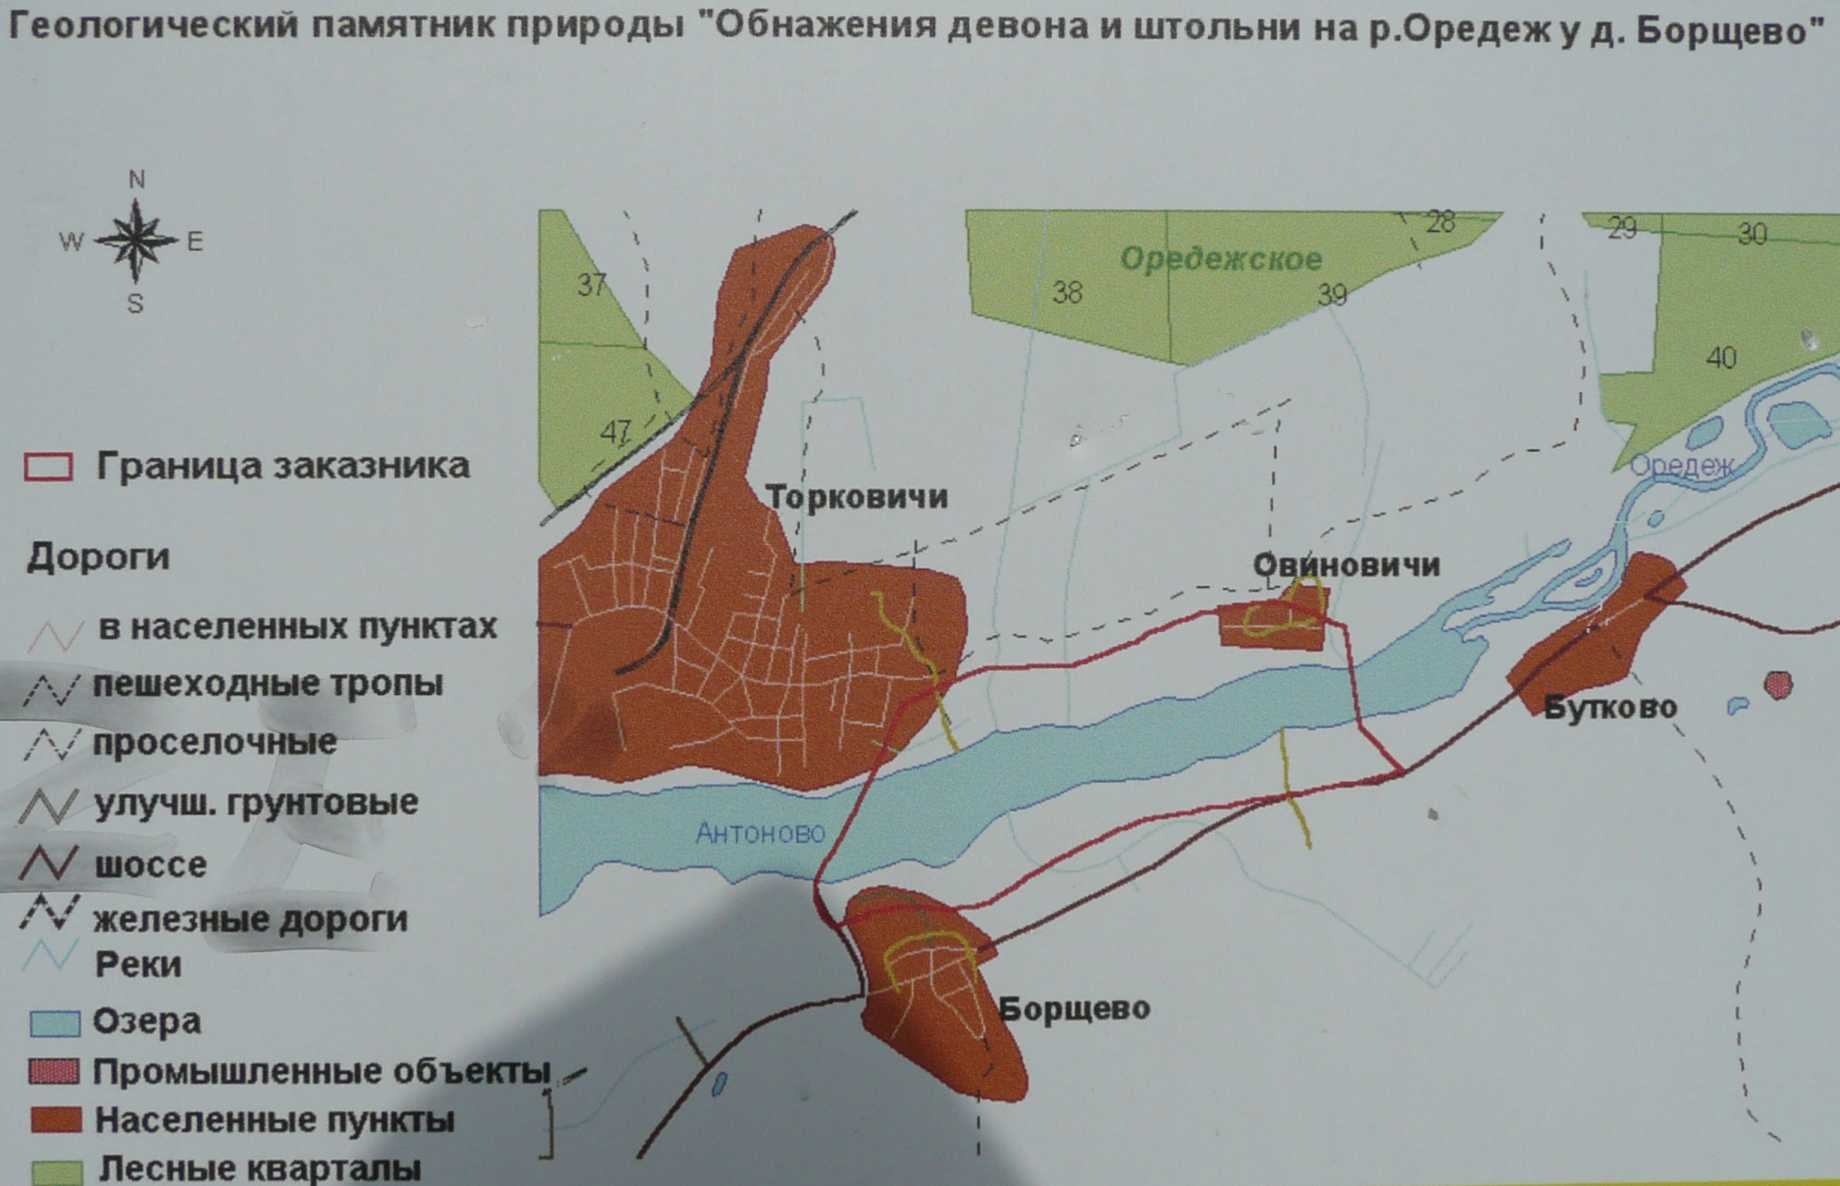 Геологический памятник природы "Обнажения девона и штольни на р.Оредеж у д. Борщево"
N
W E
S
28
29
30
37
Оредежское
38
39
40
47
Граница заказника
Оредеж
Торковичи
Дороги
Овиновичи
в населенных пунктах
пешеходные тропы
Бутково
проселочные
улучш. грунтовые
Антоново
шоссе
железные дороги
Реки
Борщево
Озера
Промышленные объекты
Населенные пункты
Лесные кварталы